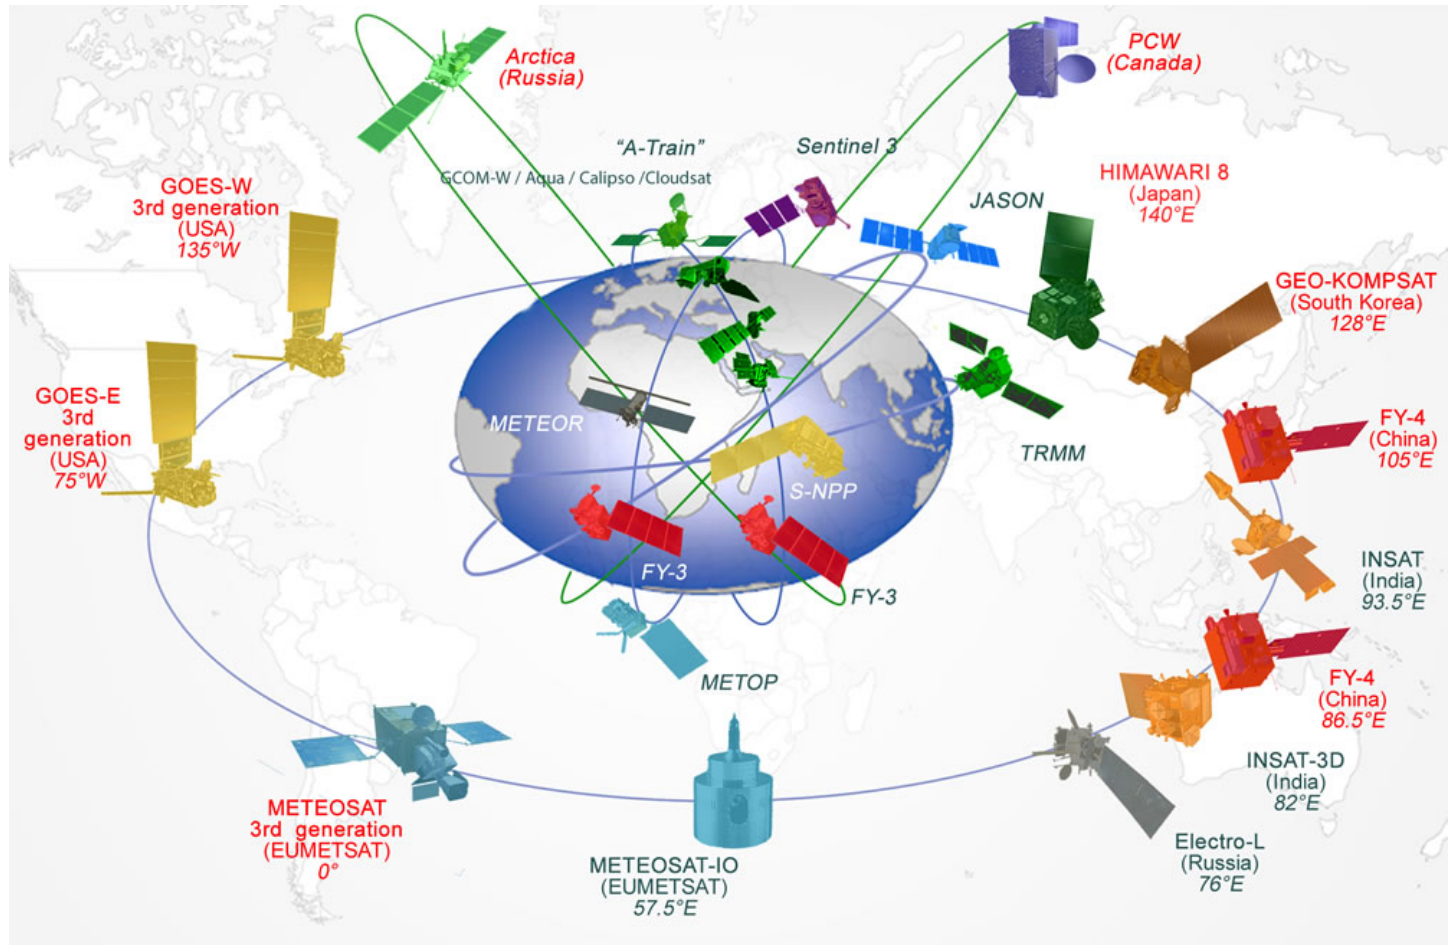 Arctica
(Russia)
PCW
(Canada)
"A-Train"
GCOM-W / Aqua / Calipso /Cloudsat
Sentinel 3
JASON
HIMAWARI 8
(Japan)
140°E
GOES-W
3rd generation
(USA)
135°W
GEO-KOMPSAT
(South Korea)
128°E
GOES-E
3rd
generation
(USA)
75°W
METEOR
TRMM
FY-4
(China)
105°E
S-NPP
INSAT
(India)
93.5°E
FY-3
FY-3
METOP
FY-4
(China)
86.5°E
INSAT-3D
(India)
82°E
METEOSAT
3rd generation
(EUMETSAT)
0°
METEOSAT-IO
(EUMETSAT)
57.5°E
Electro-L
(Russia)
76°E